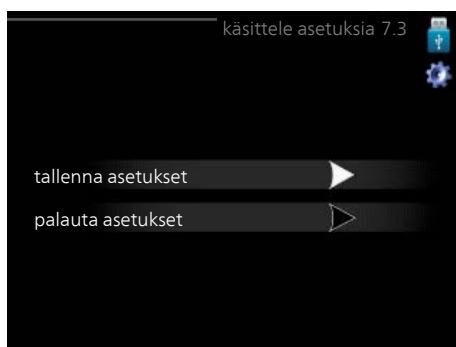 käsittele asetuksia 7.3
tallenna asetukset
palauta asetukset